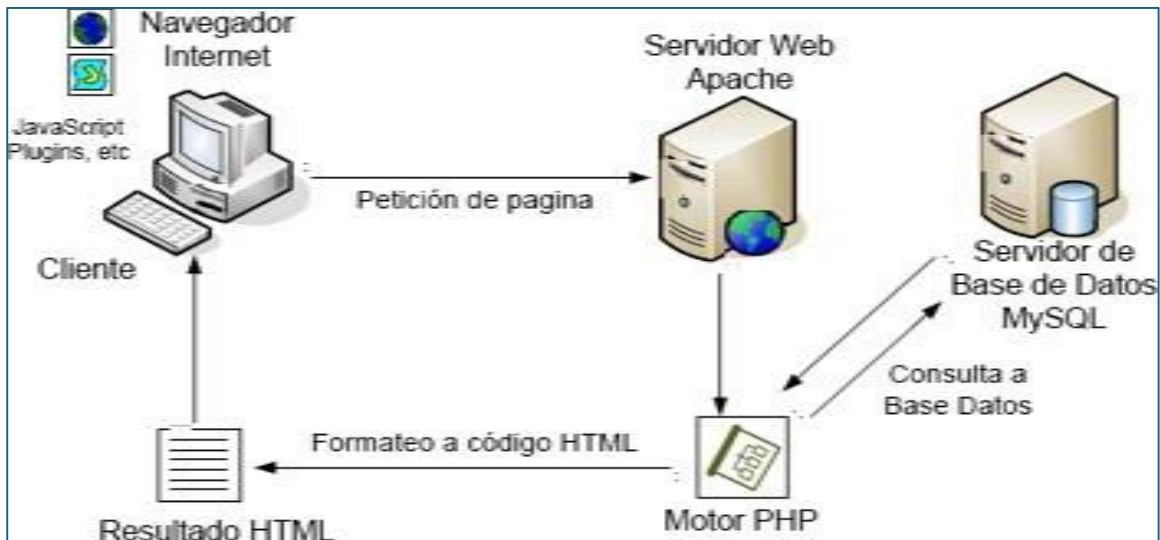 Navegador
Internet
JavaScript
Plugins, etc
Cliente
Petición de pagina
Servidor Web
Apache
Servidor de
Base de Datos
MySQL
Consulta a
Base Datos
Formateo a código HTML
Resultado HTML
Motor PHP